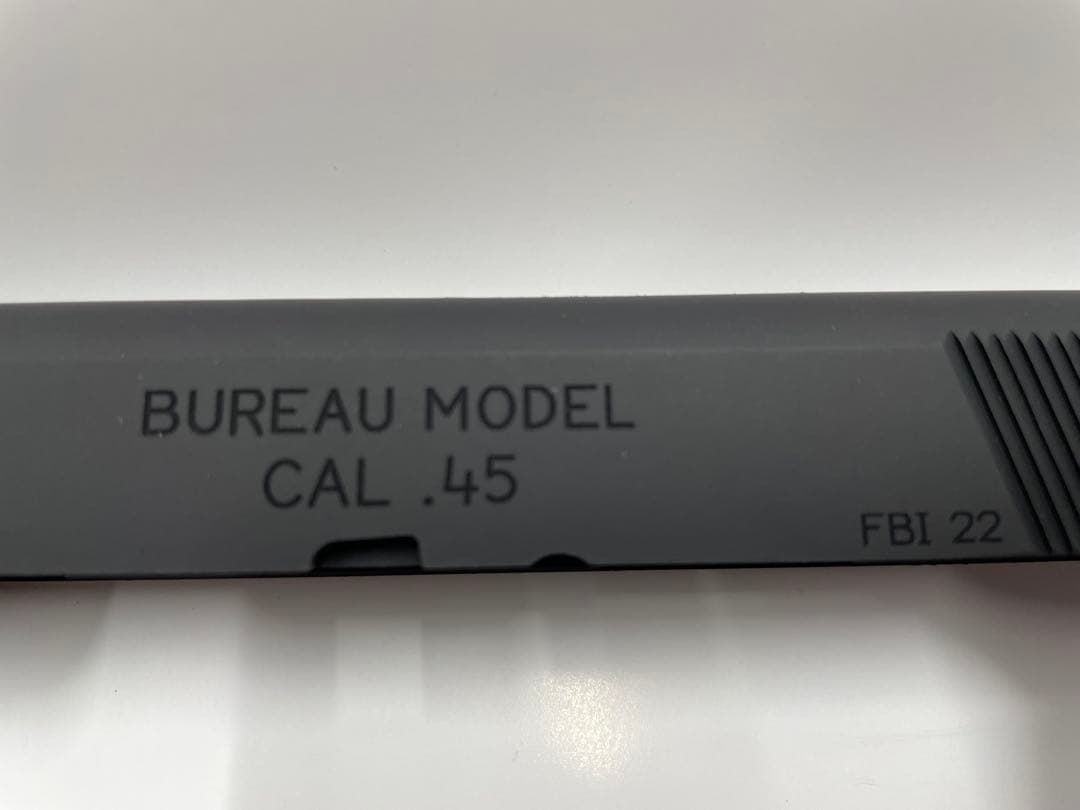 BUREAU MODEL
CAL .45
FBI 22